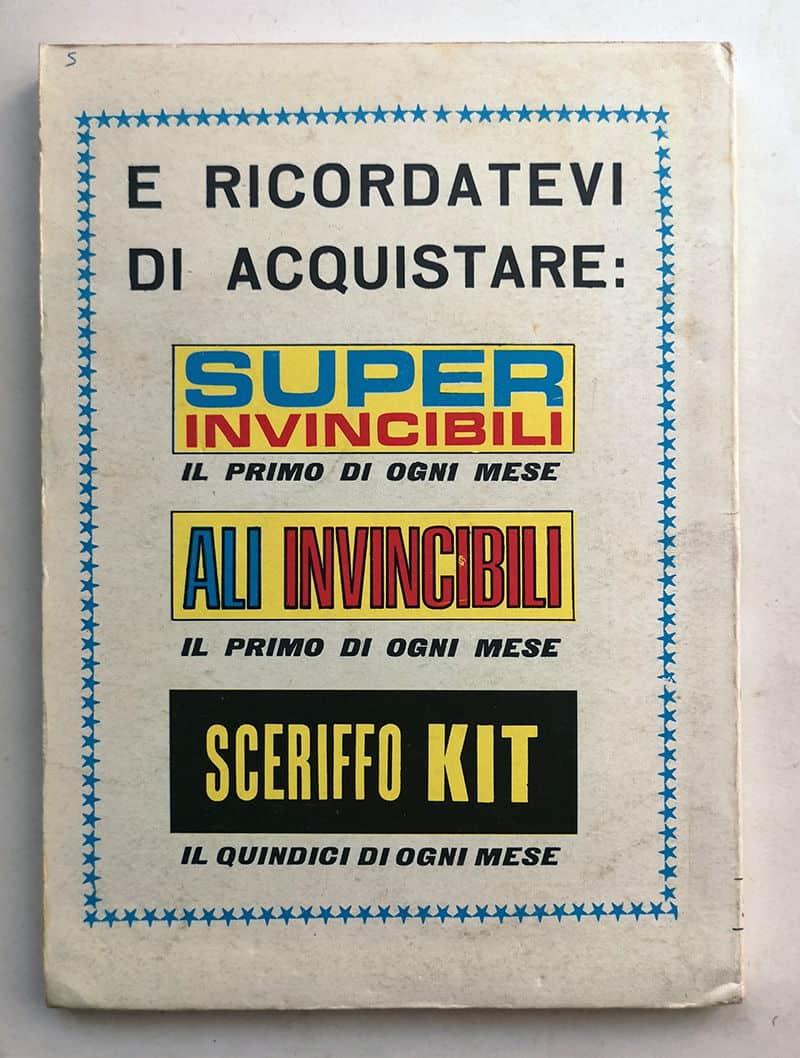 S
E RICORDATEVI
DI ACQUISTARE:
SUPER
INVINCIBILI
IL PRIMO DI OGNI MESE
ALI INVINCIBILI
IL PRIMO DI OGNI MESE
SCERIFFO KIT
IL QUINDICI DI OGNI MESE